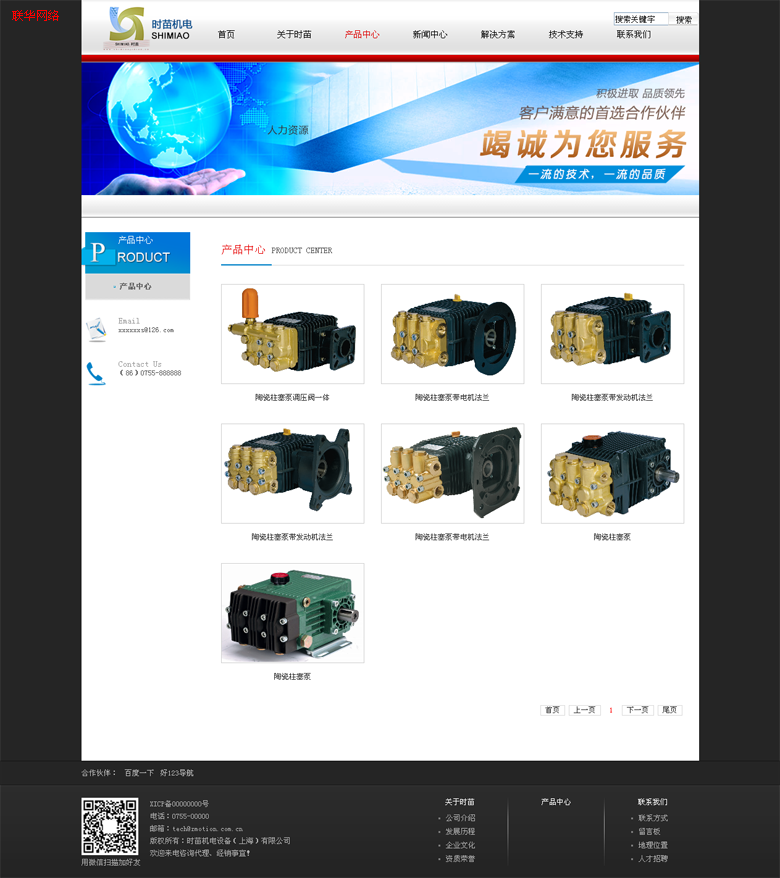 联华网络
时苗机电
SHIMIAO
SHIMIAO 时苗
首页 关于时苗 产品中心 新闻中心 解决方案 技术支持 联系我们
搜索关键字 搜索
人力资源
积极进取 品质领先
客户满意的首选合作伙伴
竭诚为您服务
一流的技术，一流的品质
产品中心
PRODUCT
- 产品中心
Email
xxxxxxs@126.com
Contact Us
(86)0755-888888
产品中心 PRODUCT CENTER
陶瓷柱塞泵调压阀一体 陶瓷柱塞泵带电机法兰 陶瓷柱塞泵带发动机法兰
陶瓷柱塞泵带发动机法兰 陶瓷柱塞泵带电机法兰 陶瓷柱塞泵
陶瓷柱塞泵
首页 上一页 1 下一页 尾页
合作伙伴： 百度一下 好123导航
用微信扫描加好友
XICP备00000000号
电话：0755-00000
邮箱：tech@zmotion.com.cn
版权所有：时苗机电设备（上海）有限公司
欢迎来电咨询代理、经销事宜！
关于时苗
公司介绍
发展历程
企业文化
资质荣誉
产品中心
联系我们
联系方式
留言板
地理位置
人才招聘